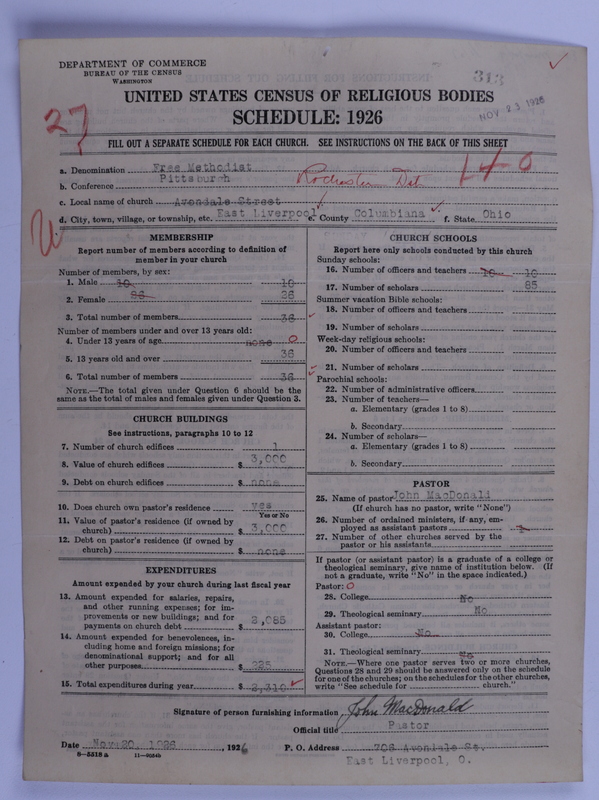 DEPARTMENT OF COMMERCE
BUREAU OF THE CENSUS
WASHINGTON
313
UNITED STATES CENSUS OF RELIGIOUS BODIES
NOV 23 1926
SCHEDULE: 1926
27
FILL OUT A SEPARATE SCHEDULE FOR EACH CHURCH. SEE INSTRUCTIONS ON THE BACK OF THIS SHEET
a. Denomination Free Methodist
b. Conference Pittsburgh
14-0
c. Local name of church Avondale Street
d. City, town, village, or township, etc. East Liverpool e. County Columbiana f. State Ohio
MEMBERSHIP
Report number of members according to definition of
member in your church
Number of members, by sex:
1. Male 10 10
2. Female 26
3. Total number of members 36
Number of members under and over 13 years old:
4. Under 13 years of age none 0
5. 13 years old and over 36
6. Total number of members 36
NOTE.—The total given under Question 6 should be the
same as the total of males and females given under Question 3.
CHURCH BUILDINGS
See instructions, paragraphs 10 to 12
7. Number of church edifices 1
8. Value of church edifices $ 3,000
9. Debt on church edifices $ none
10. Does church own pastor's residence yes
Yes or No
11. Value of pastor's residence (if owned by
church) $ 3,000
12. Debt on pastor's residence (if owned by
church) $ none
EXPENDITURES
Amount expended by your church during last fiscal year
13. Amount expended for salaries, repairs,
and other running expenses; for im-
provements or new buildings; and for
payments on church debt $ 2,085
14. Amount expended for benevolences, in-
cluding home and foreign missions; for
denominational support; and for all
other purposes $ 225
15. Total expenditures during year $ 2,310
CHURCH SCHOOLS
Report here only schools conducted by this church
Sunday schools:
16. Number of officers and teachers 10 10
17. Number of scholars 85
Summer vacation Bible schools:
18. Number of officers and teachers
19. Number of scholars
Week-day religious schools:
20. Number of officers and teachers
21. Number of scholars
Parochial schools:
22. Number of administrative officers
23. Number of teachers—
a. Elementary (grades 1 to 8)
b. Secondary
24. Number of scholars—
a. Elementary (grades 1 to 8)
b. Secondary
PASTOR
25. Name of pastor John MacDonald
(If church has no pastor, write "None")
26. Number of ordained ministers, if any, em-
ployed as assistant pastors
27. Number of other churches served by the
pastor or his assistants
If pastor (or assistant pastor) is a graduate of a college or
theological seminary, give name of institution below. (If
not a graduate, write "No" in the space indicated.)
Pastor: 0
28. College No
29. Theological seminary No
Assistant pastor:
30. College No
31. Theological seminary No
NOTE.—Where one pastor serves two or more churches,
Questions 28 and 29 should be answered only on the schedule
for one of the churches; on the schedules for the other churches,
write "See schedule for church."
Signature of person furnishing information John MacDonald
Official title Pastor
Date Nov. 20, 1926, 1926 P. O. Address 706 Avondale St.
8-5518 a
East Liverpool, O.